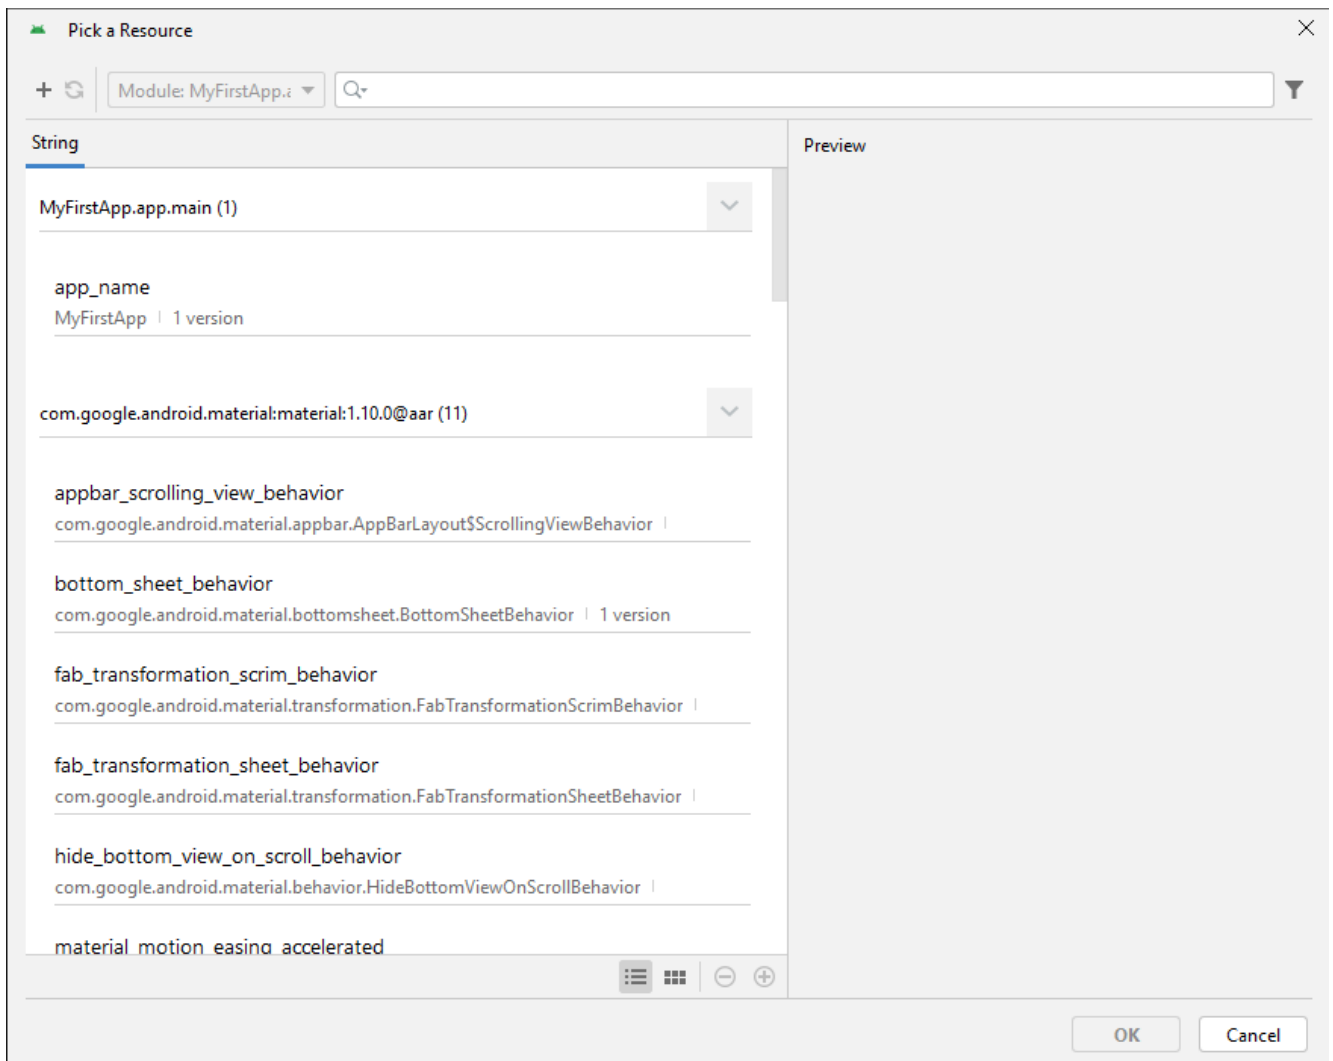 Pick a Resource
Module: MyFirstApp.a
String
Preview
MyFirstApp.app.main (1)
app_name
MyFirstApp | 1 version
com.google.android.material:material:1.10.0@aar (11)
appbar_scrolling_view_behavior
com.google.android.material.appbar.AppBarLayout$ScrollingViewBehavior |
bottom_sheet_behavior
com.google.android.material.bottomsheet.BottomSheetBehavior | 1 version
fab_transformation_scrim_behavior
com.google.android.material.transformation.FabTransformationScrimBehavior |
fab_transformation_sheet_behavior
com.google.android.material.transformation.FabTransformationSheetBehavior |
hide_bottom_view_on_scroll_behavior
com.google.android.material.behavior.HideBottomViewOnScrollBehavior |
material_motion_easing_accelerated
OK
Cancel